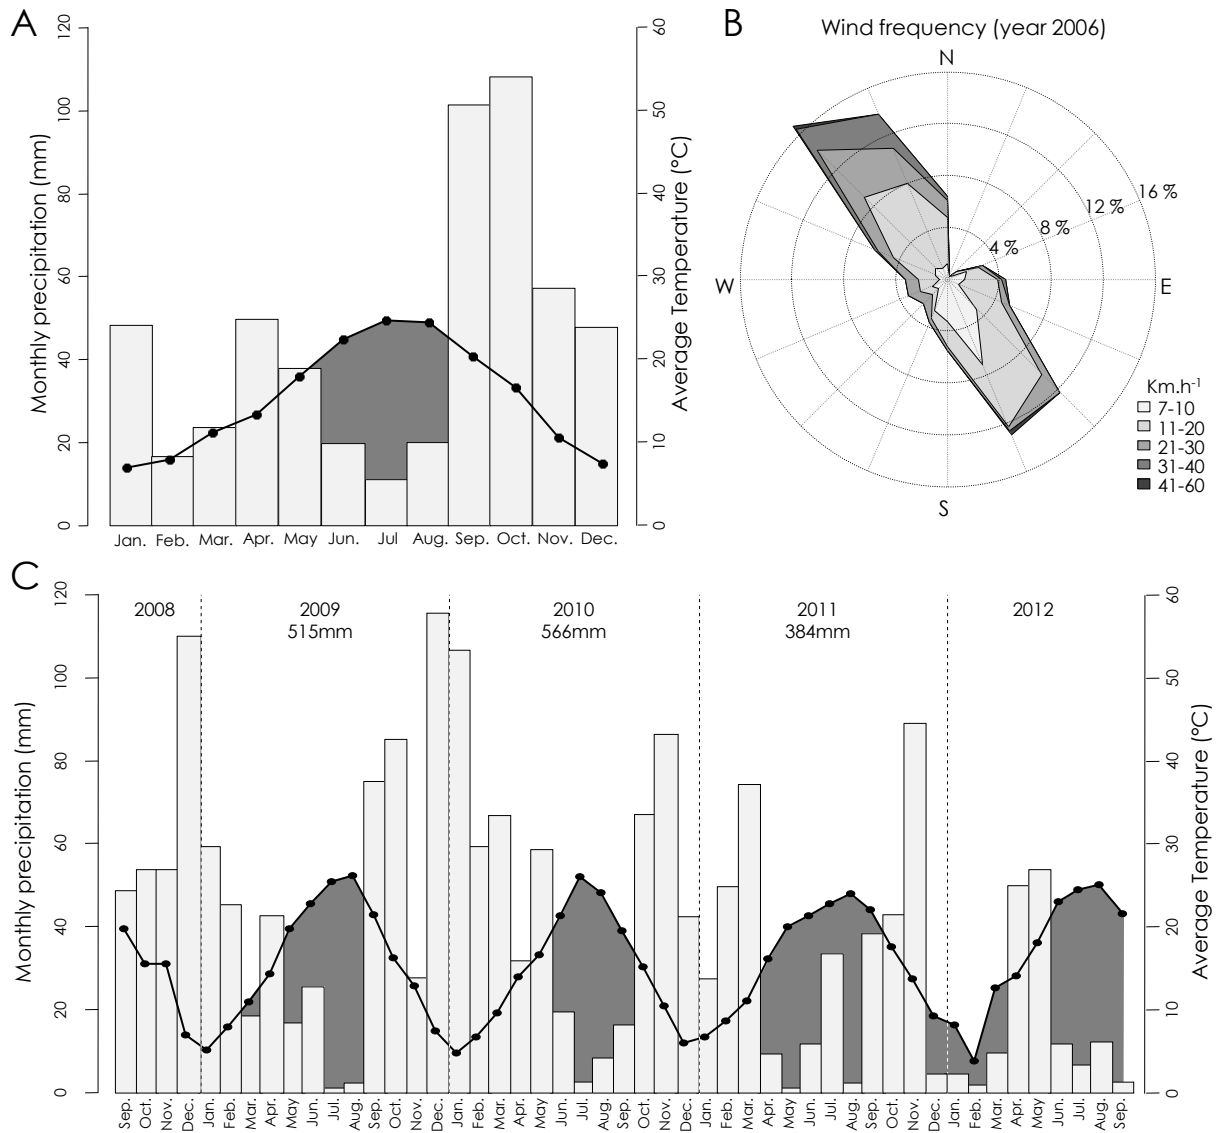 A
B
Wind frequency (year 2006)
Monthly precipitation (mm)
Average Temperature (°C)
0
20
40
60
80
100
120
0
10
20
30
40
50
60
Jan. Feb. Mar. Apr. May Jun. Jul Aug. Sep. Oct. Nov. Dec.
N
W
E
S
4 %
8 %
12 %
16 %
Km.h-1
7-10
11-20
21-30
31-40
41-60
C
2008
2009
2010
2011
2012
515mm
566mm
384mm
Monthly precipitation (mm)
Average Temperature (°C)
0
20
40
60
80
100
120
0
10
20
30
40
50
60
Sep. Oct. Nov. Dec. Jan. Feb. Mar. Apr. May Jun. Jul. Aug. Sep. Oct. Nov. Dec. Jan. Feb. Mar. Apr. May Jun. Jul. Aug. Sep. Oct. Nov. Dec. Jan. Feb. Mar. Apr. May Jun. Jul. Aug. Sep. Oct. Nov. Dec. Jan. Feb. Mar. Apr. May Jun. Jul. Aug. Sep.